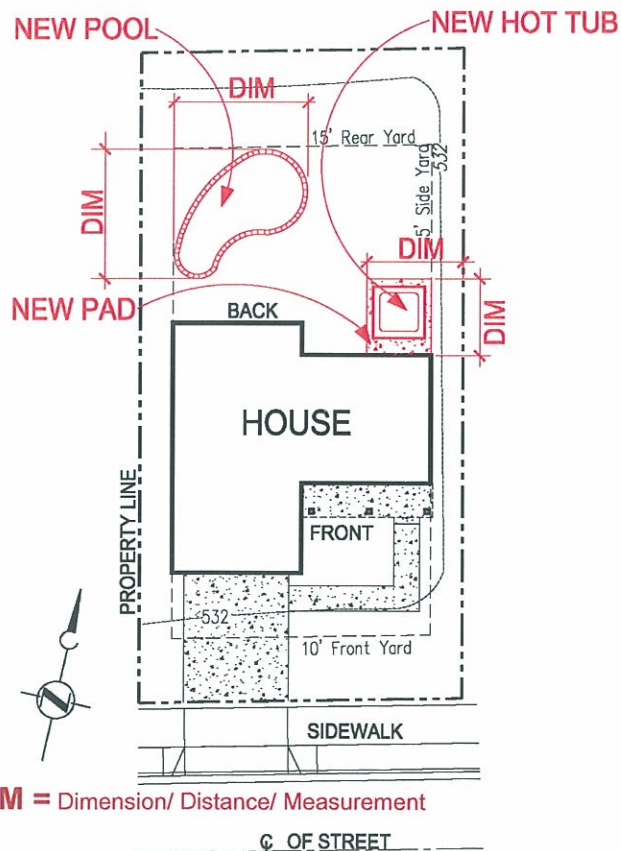 NEW POOL
NEW HOT TUB
DIM
15' Rear Yard
5' Side Yard
532
DIM
DIM
NEW PAD
BACK
DIM
HOUSE
PROPERTY LINE
FRONT
532
10' Front Yard
SIDEWALK
M = Dimension/ Distance/ Measurement
℄ OF STREET